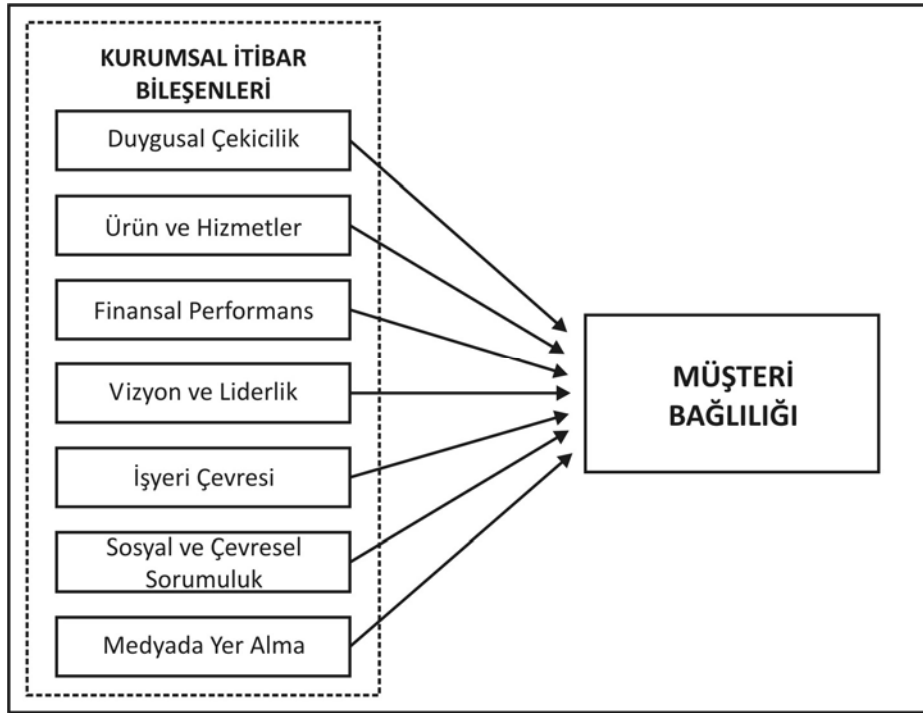 KURUMSAL İTİBAR
BİLEŞENLERİ
Duygusal Çekicilik
Ürün ve Hizmetler
Finansal Performans
Vizyon ve Liderlik
İşyeri Çevresi
Sosyal ve Çevresel
Sorumuluk
Medyada Yer Alma
MÜŞTERİ
BAĞLILIĞI